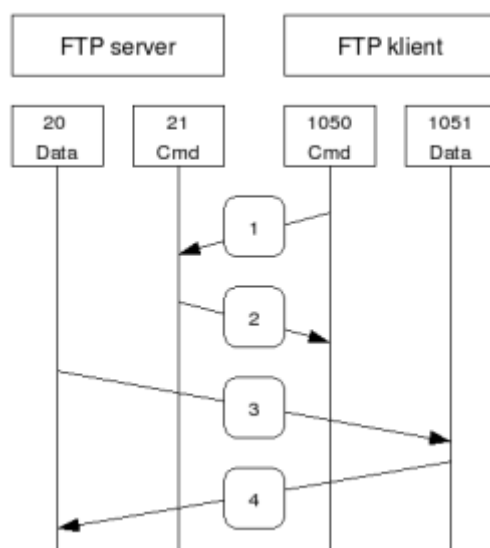 FTP server
FTP klient
20
Data
21
Cmd
1050
Cmd
1051
Data
1
2
3
4